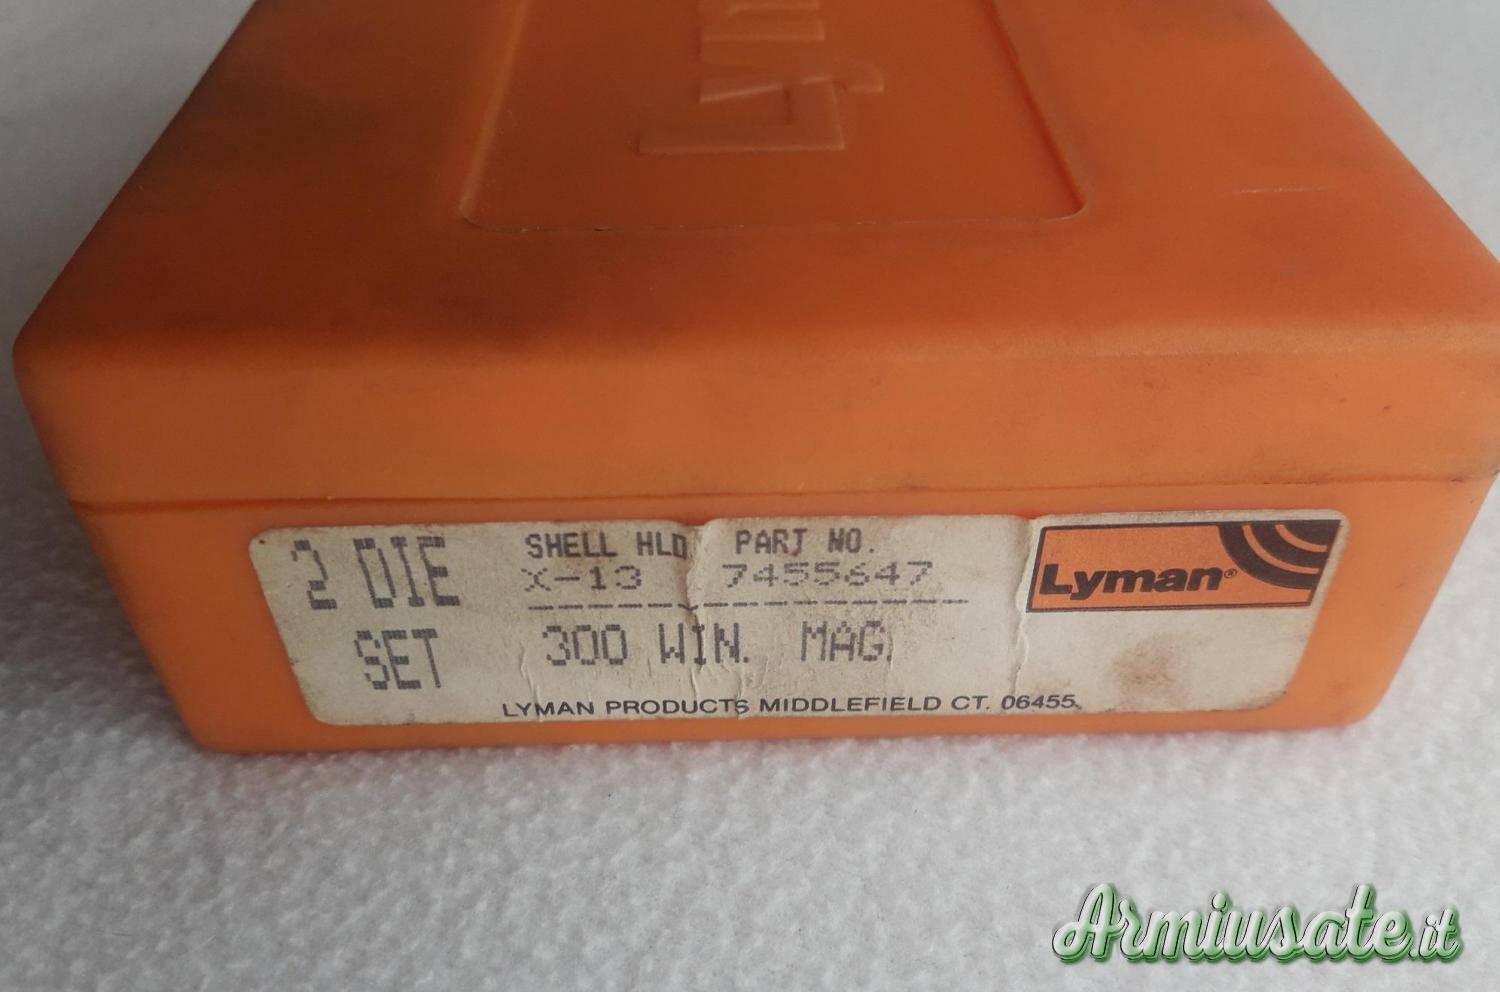 Lyn
2 DIE
SET
SHELL HLD PART NO.
X-13 7455647
300 WIN. MAG.
LYMAN PRODUCTS MIDDLEFIELD CT. 06455
Lyman®
Armiusate.it